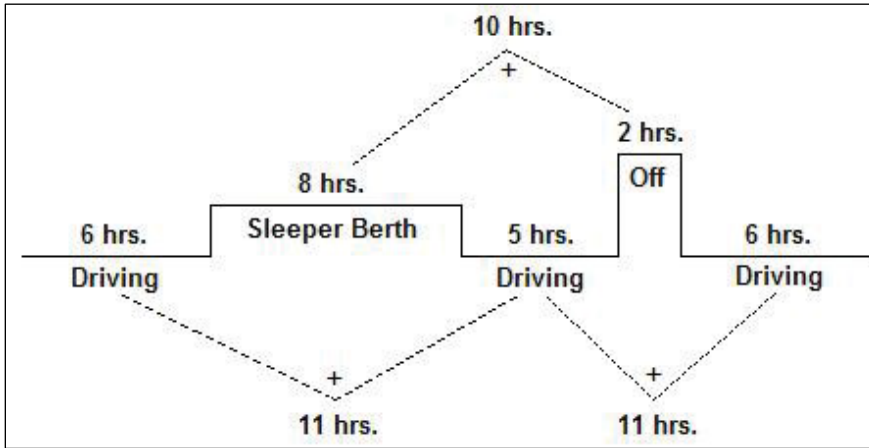 10 hrs.
+
2 hrs.
8 hrs.
Off
Sleeper Berth
6 hrs.
5 hrs.
6 hrs.
Driving
Driving
Driving
+
+
11 hrs.
11 hrs.